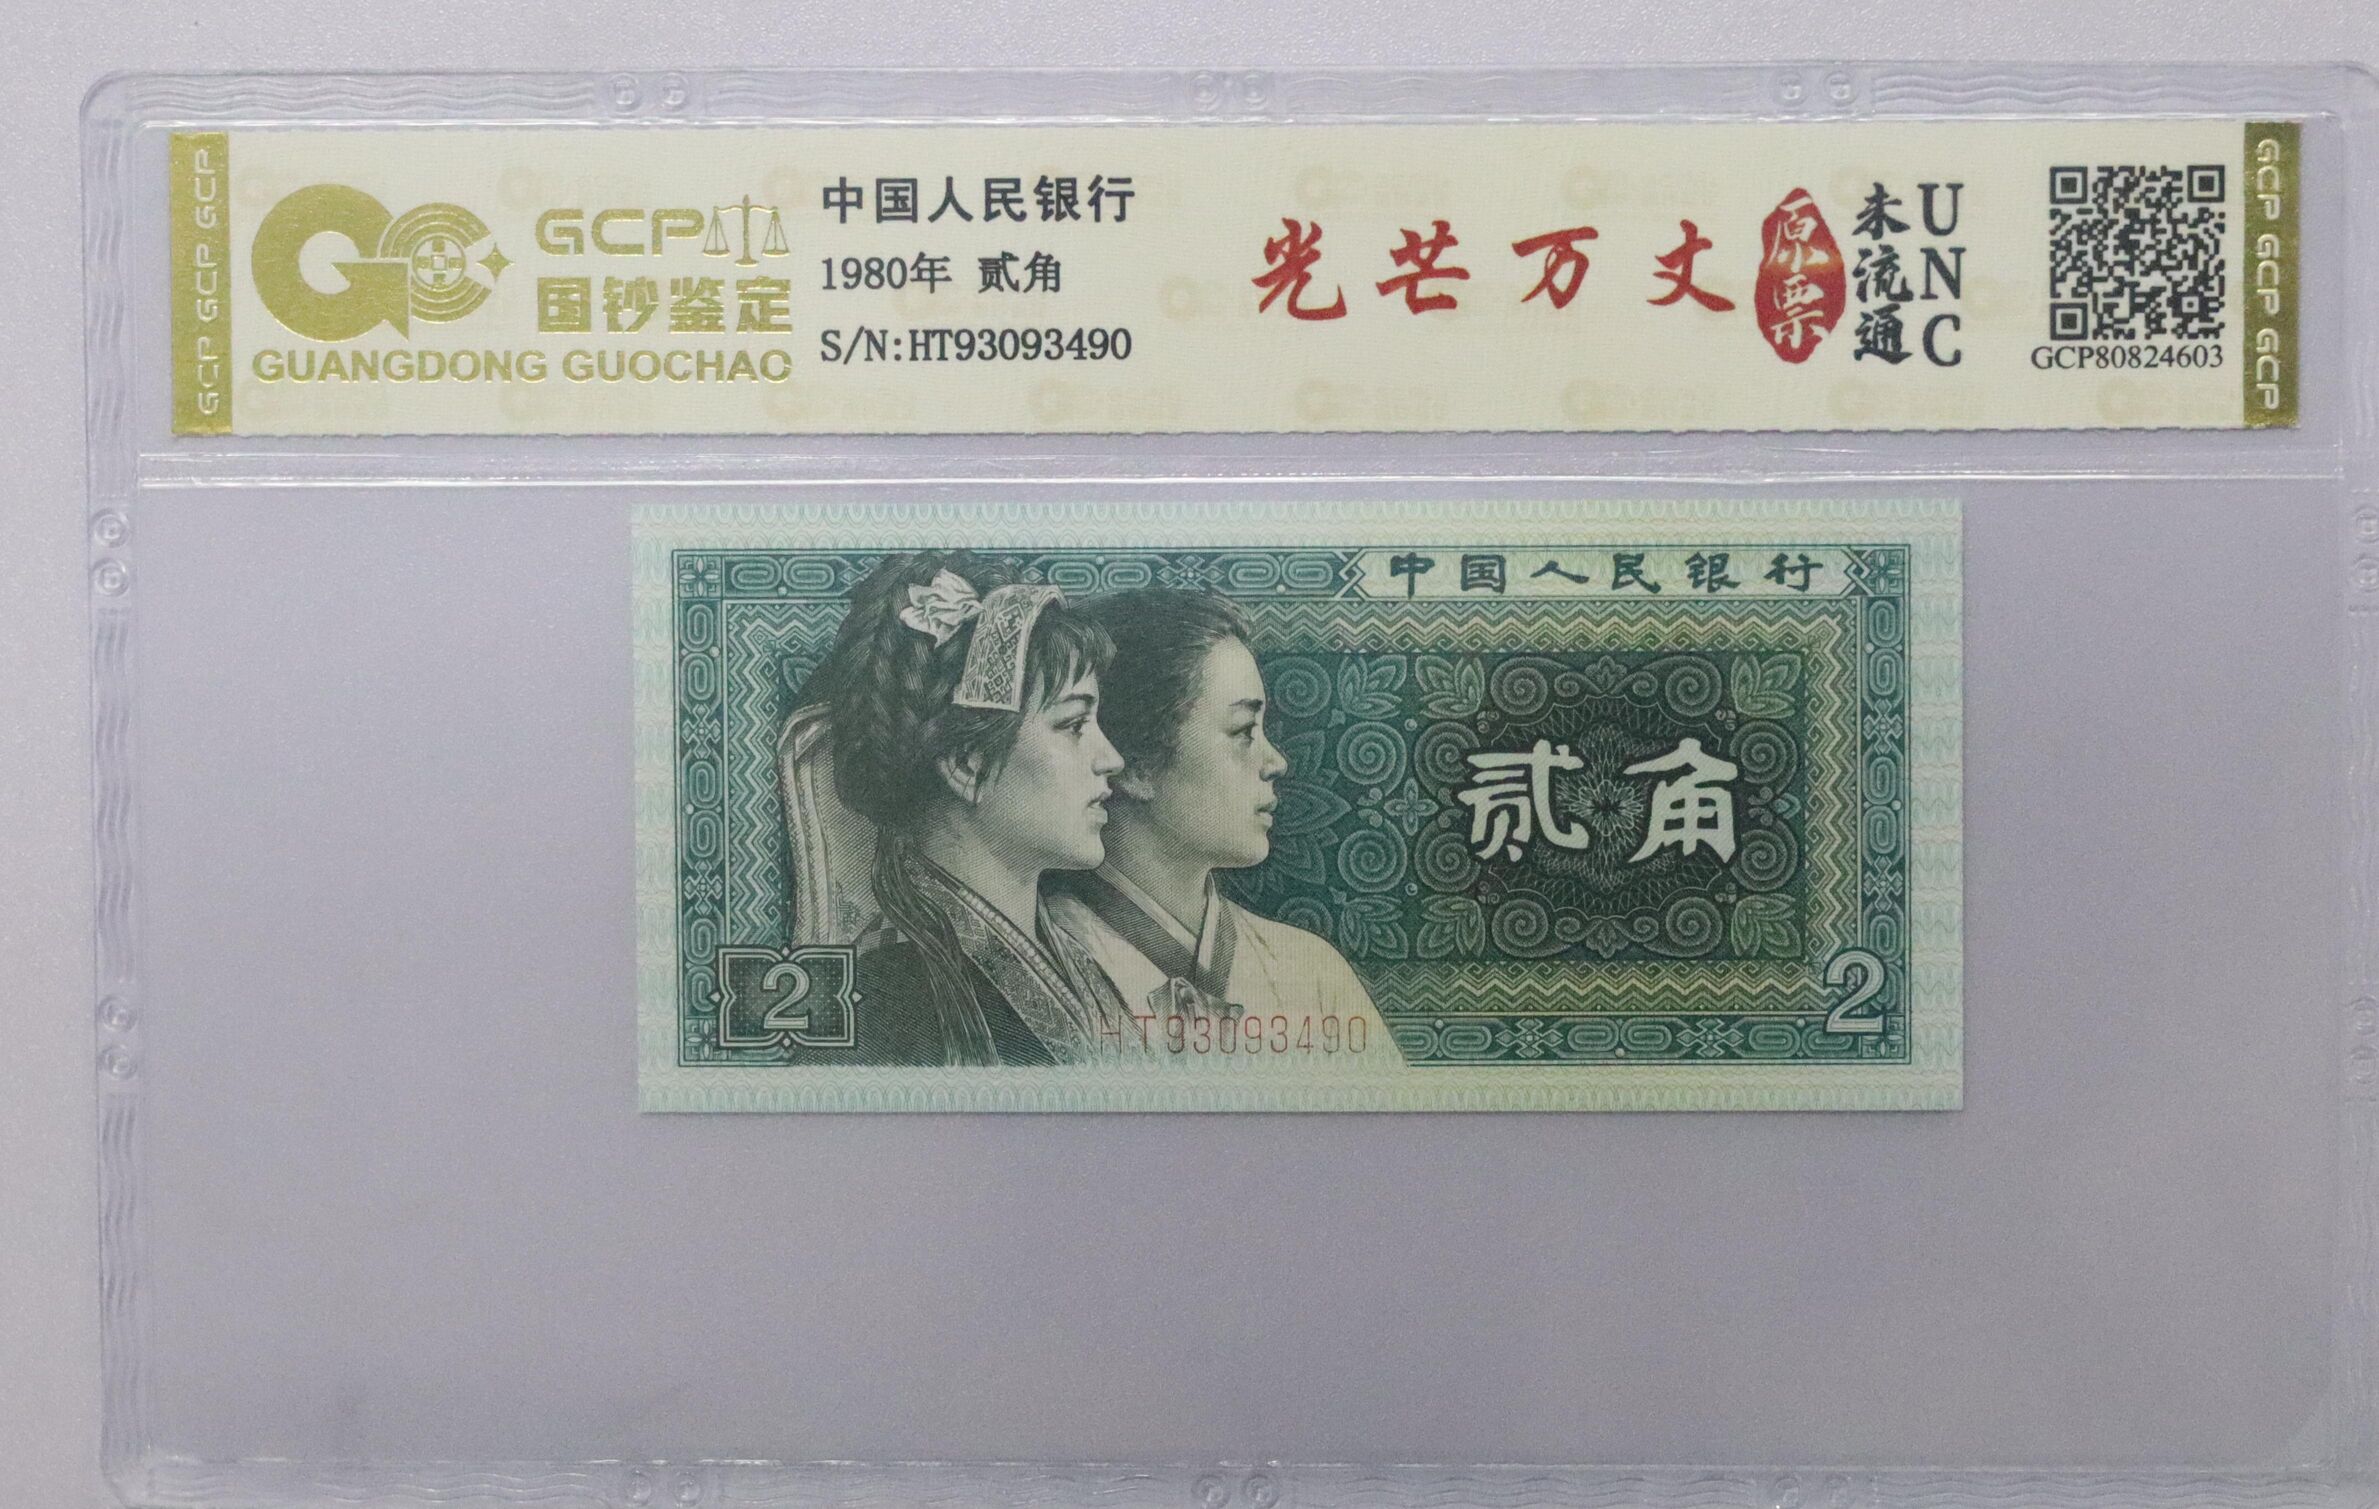 GCP GCP GCP
GCP
国钞鉴定
GUANGDONG GUOCHAO
中国人民银行
1980年 贰角
S/N:HT93093490
光芒万丈
原票
未流通
UNC
GCP80824603
GCP GCP GCP
中国人民银行
贰角
2
2
HT93093490